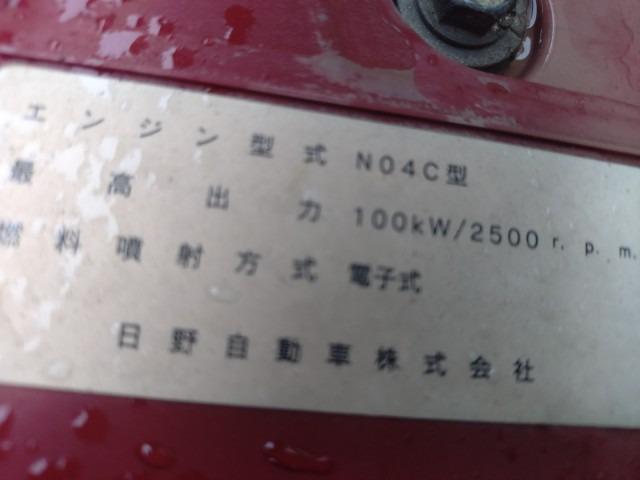 エンジン型式 N04C型
最高出力 100kW/2500 r.p.m.
燃料噴射方式 電子式
日野自動車株式会社